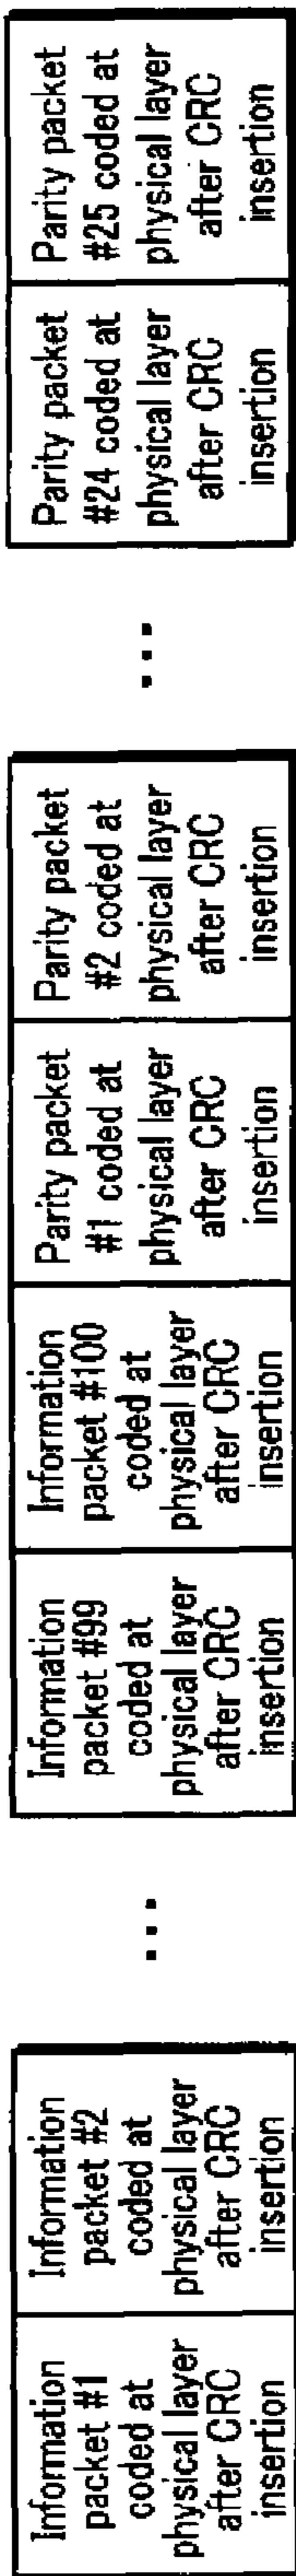 Information
packet #1
coded at
physical layer
after CRC
insertion
Information
packet #2
coded at
physical layer
after CRC
insertion
...
Information
packet #99
coded at
physical layer
after CRC
insertion
Information
packet #100
coded at
physical layer
after CRC
insertion
Parity packet
#1 coded at
physical layer
after CRC
insertion
Parity packet
#2 coded at
physical layer
after CRC
insertion
...
Parity packet
#24 coded at
physical layer
after CRC
insertion
Parity packet
#25 coded at
physical layer
after CRC
insertion